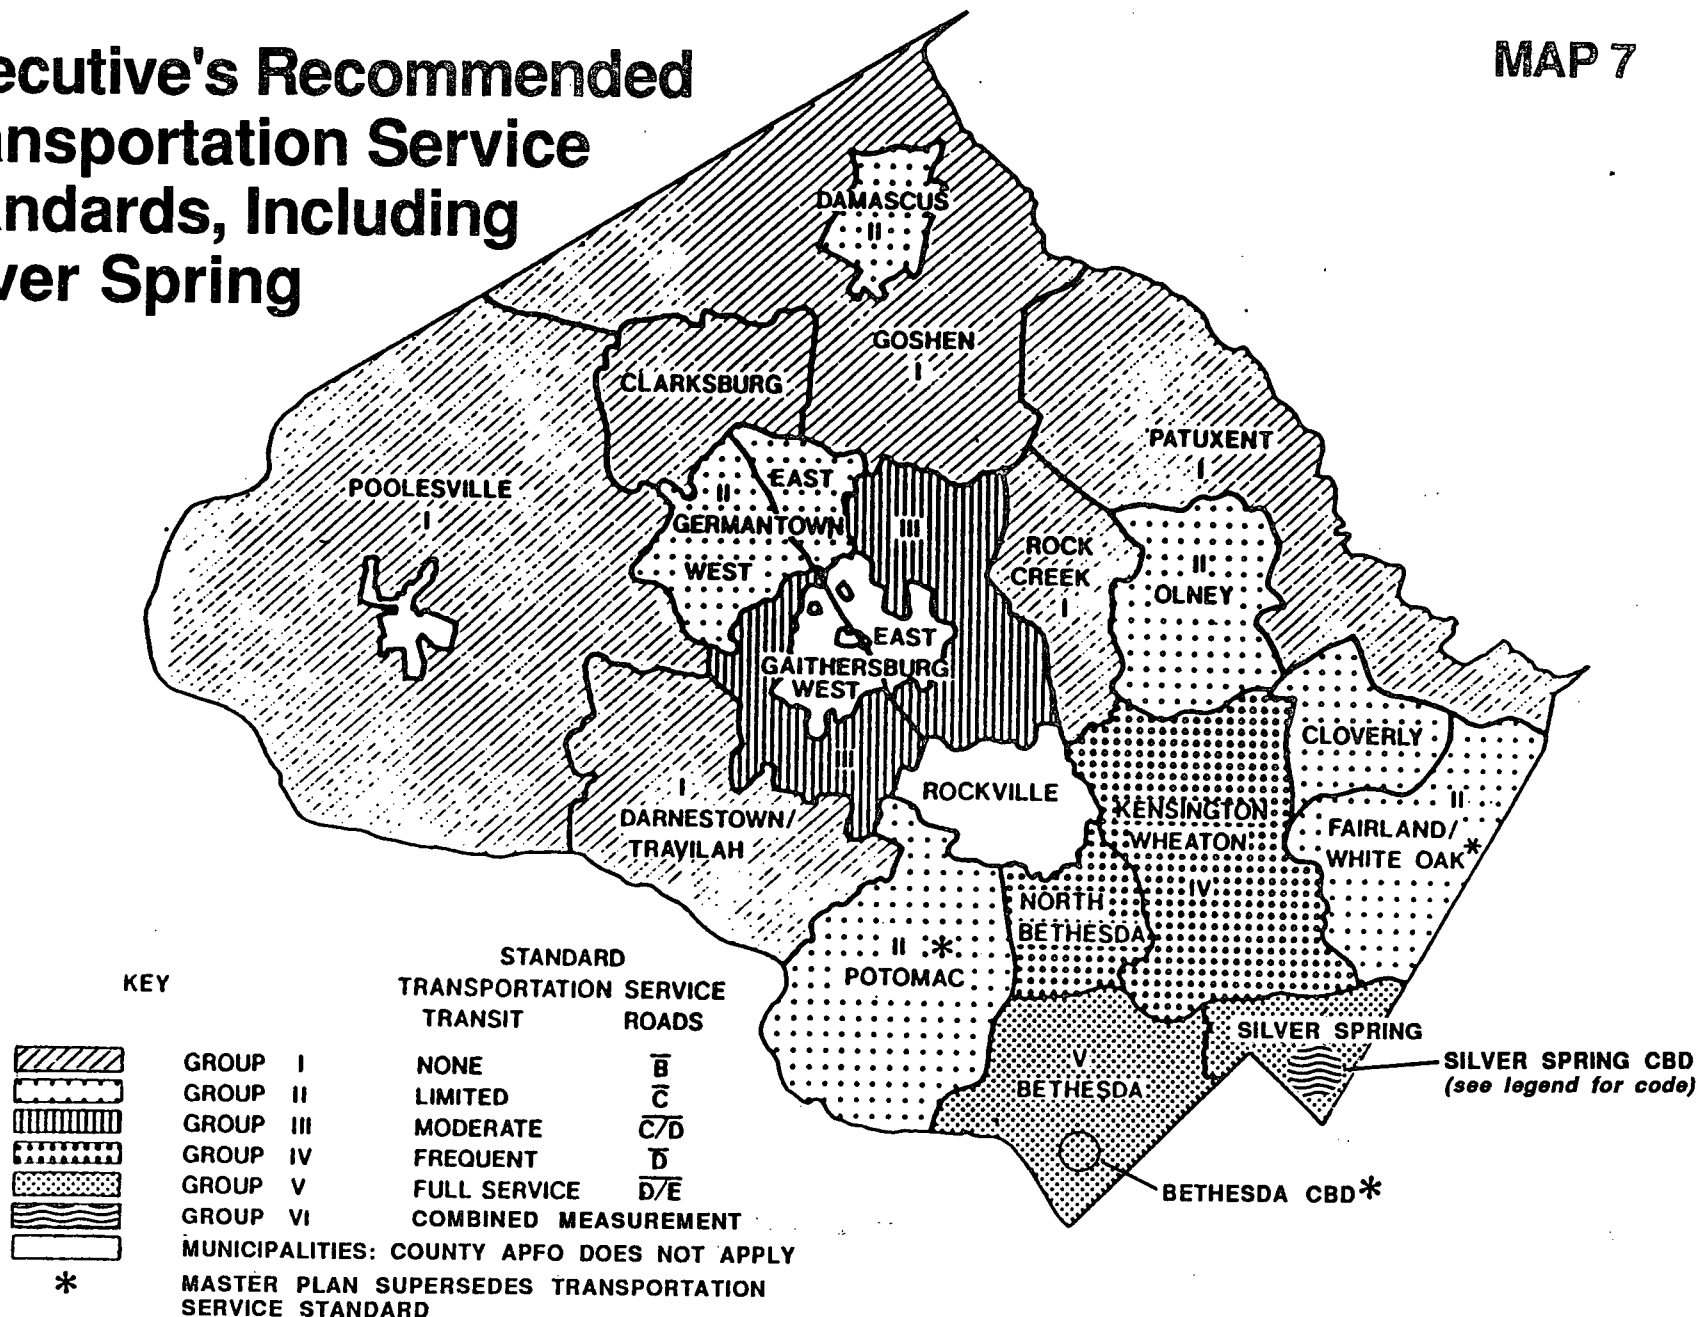 ecutive's Recommended
ansportation Service
ndards, Including
ver Spring
MAP 7
DAMASCUS
II
GOSHEN
I
CLARKSBURG
PATUXENT
I
POOLESVILLE
I
II
EAST
GERMANTOWN
WEST
III
ROCK
CREEK
I
II
OLNEY
EAST
GAITHERSBURG
WEST
III
CLOVERLY
ROCKVILLE
I
DARNESTOWN/
TRAVILAH
KENSINGTON
WHEATON
IV
II
FAIRLAND/
WHITE OAK*
NORTH
BETHESDA
II *
POTOMAC
SILVER SPRING
SILVER SPRING CBD
(see legend for code)
V
BETHESDA
BETHESDA CBD*
KEY
STANDARD
TRANSPORTATION SERVICE
TRANSIT ROADS
GROUP I NONE B̅
GROUP II LIMITED C̅
GROUP III MODERATE C̅/̅D̅
GROUP IV FREQUENT D̅
GROUP V FULL SERVICE D̅/̅E̅
GROUP VI COMBINED MEASUREMENT
MUNICIPALITIES: COUNTY APFO DOES NOT APPLY
* MASTER PLAN SUPERSEDES TRANSPORTATION
SERVICE STANDARD